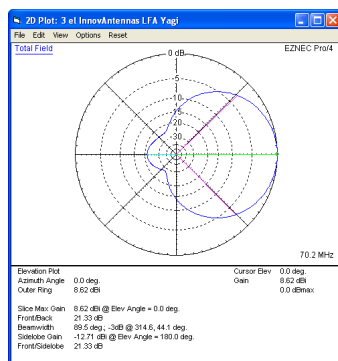 2D Plot: 3 el InnovAntennas LFA Yagi
File Edit View Options Reset
Total Field
EZNEC Pro/4
0 dB
-5
-10
-15
-20
-30
70.2 MHz
Elevation Plot
Azimuth Angle 0.0 deg.
Outer Ring 8.62 dBi
Cursor Elev 0.0 deg.
Gain 8.62 dBi
0.0 dBmax
Slice Max Gain 8.62 dBi @ Elev Angle = 0.0 deg.
Front/Back 21.33 dB
Beamwidth 89.5 deg.; -3dB @ 314.6, 44.1 deg.
Sidelobe Gain -12.71 dBi @ Elev Angle = 180.0 deg.
Front/Sidelobe 21.33 dB